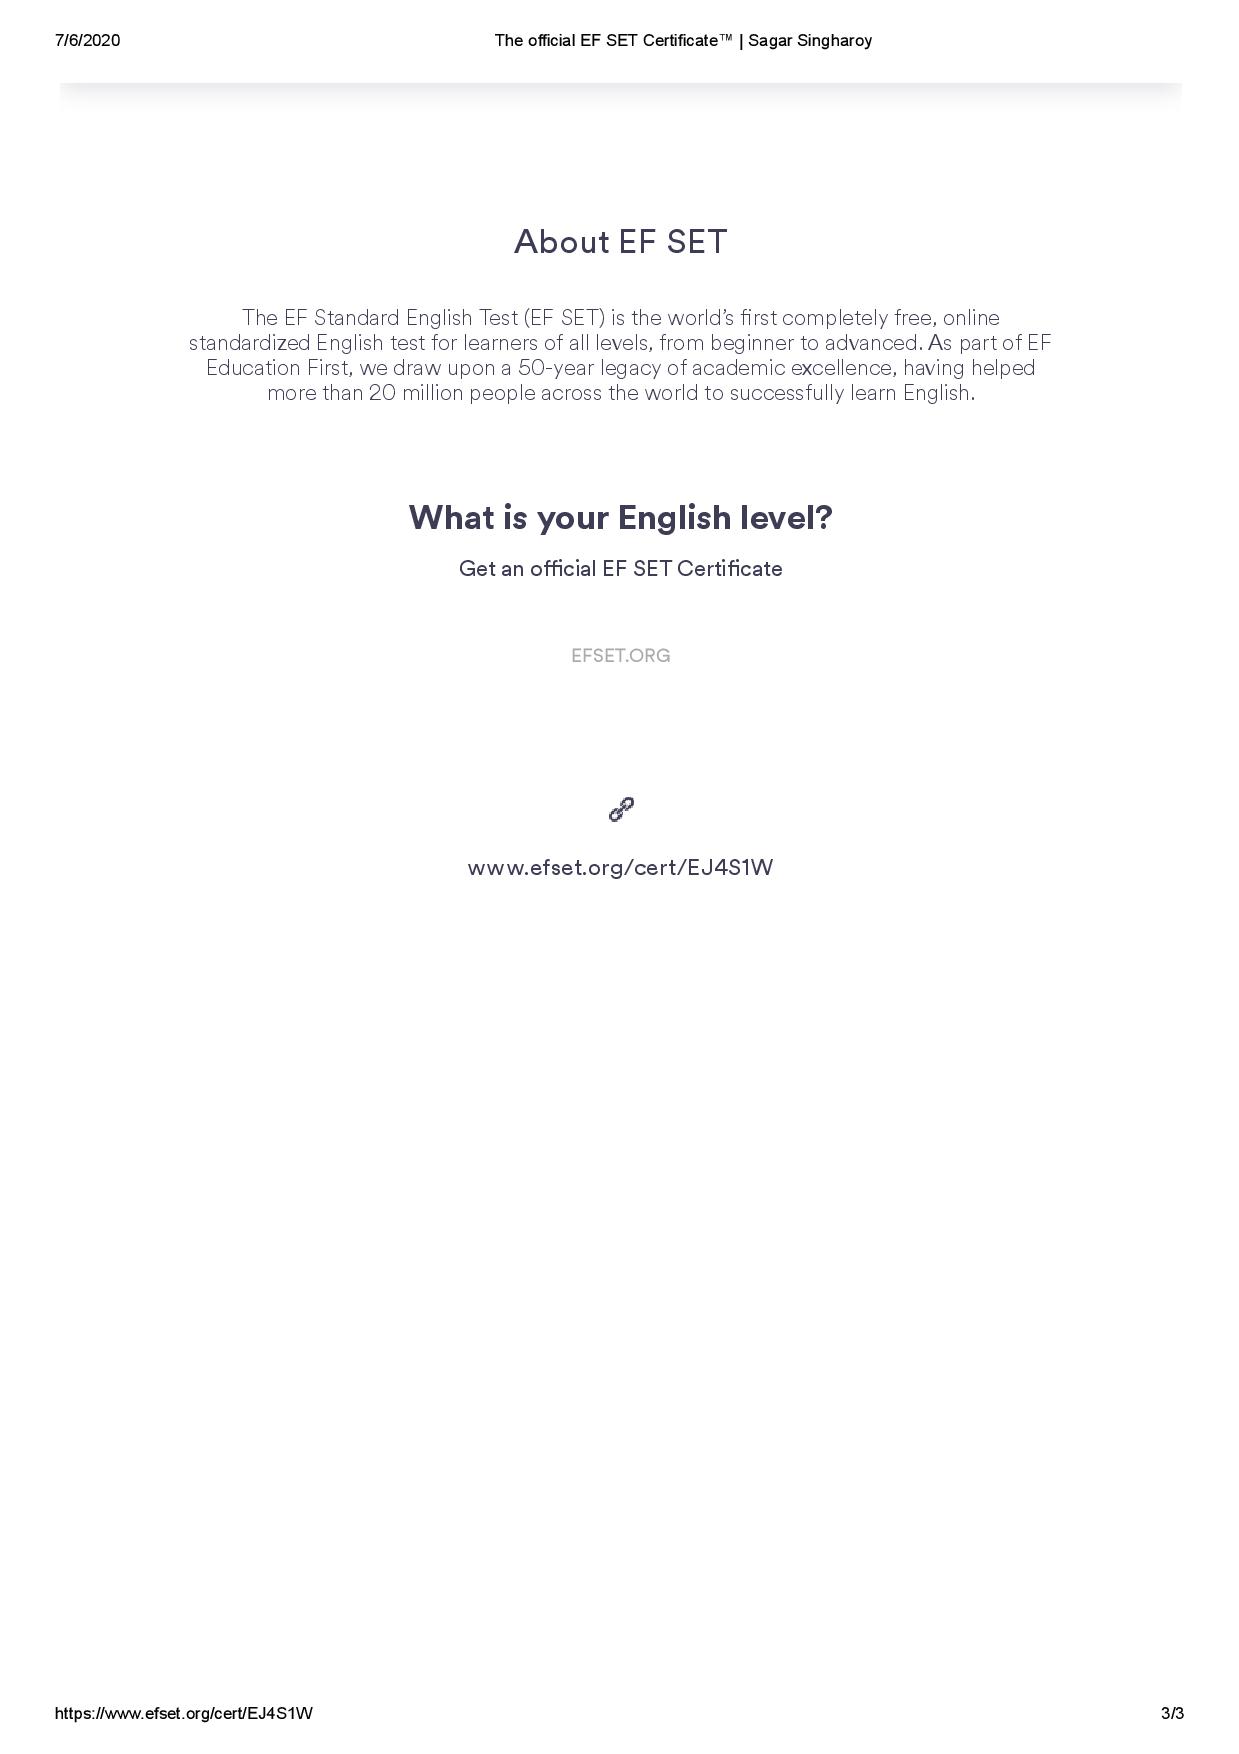 7/6/2020
The official EF SET Certificate™ | Sagar Singharoy
About EF SET
The EF Standard English Test (EF SET) is the world’s first completely free, online
standardized English test for learners of all levels, from beginner to advanced. As part of EF
Education First, we draw upon a 50-year legacy of academic excellence, having helped
more than 20 million people across the world to successfully learn English.
What is your English level?
Get an official EF SET Certificate
EFSET.ORG
www.efset.org/cert/EJ4S1W
https://www.efset.org/cert/EJ4S1W
3/3